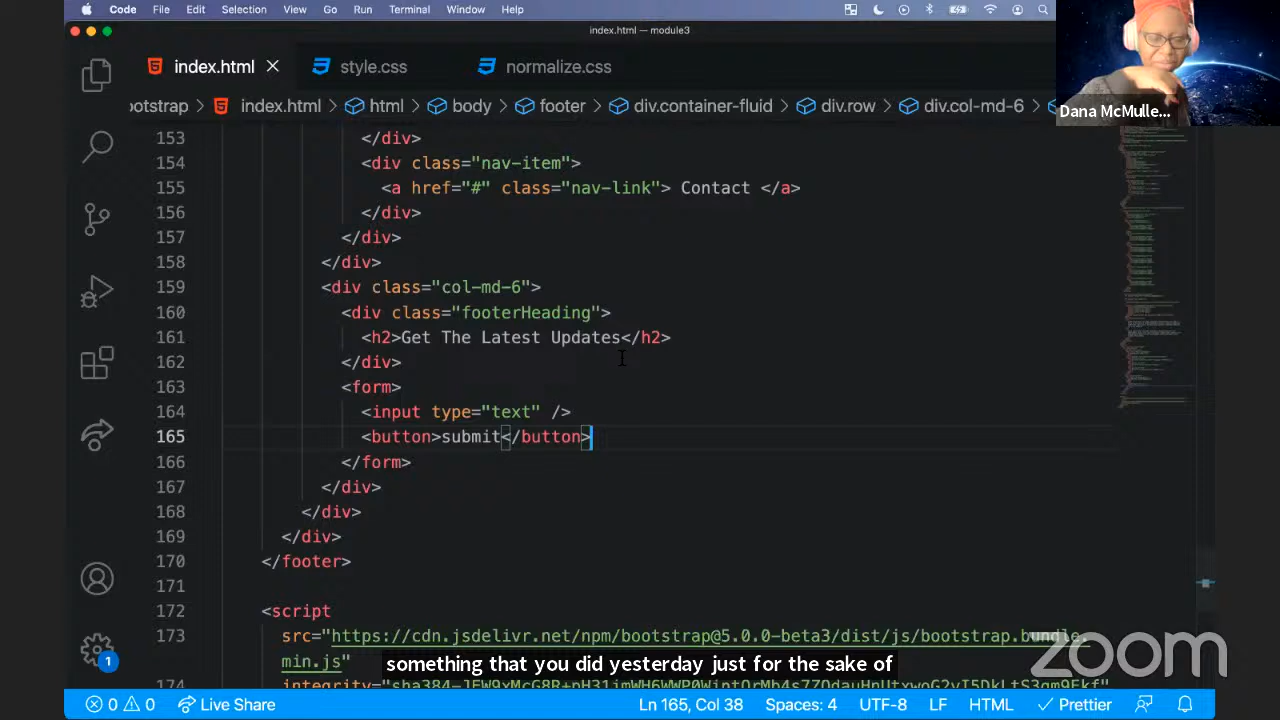 Code File Edit Selection View Go Run Terminal Window Help
index.html — module3
index.html style.css normalize.css
ootstrap > index.html > html > body > footer > div.container-fluid > div.row > div.col-md-6 >
Dana McMulle...
153 </div>
154 <div class="nav-item">
155 <a href="#" class="nav-link"> Contact </a>
156 </div>
157 </div>
158 </div>
159 <div class="col-md-6">
160 <div class="footerHeading">
161 <h2>Get The Latest Updates</h2>
162 </div>
163 <form>
164 <input type="text" />
165 <button>submit</button>
166 </form>
167 </div>
168 </div>
169 </div>
170 </footer>
171
172 <script
173 src="https://cdn.jsdelivr.net/npm/bootstrap@5.0.0-beta3/dist/js/bootstrap.bundle.
min.js"
something that you did yesterday just for the sake of
zoom
174
1
0 0 Live Share Ln 165, Col 38 Spaces: 4 UTF-8 LF HTML Prettier